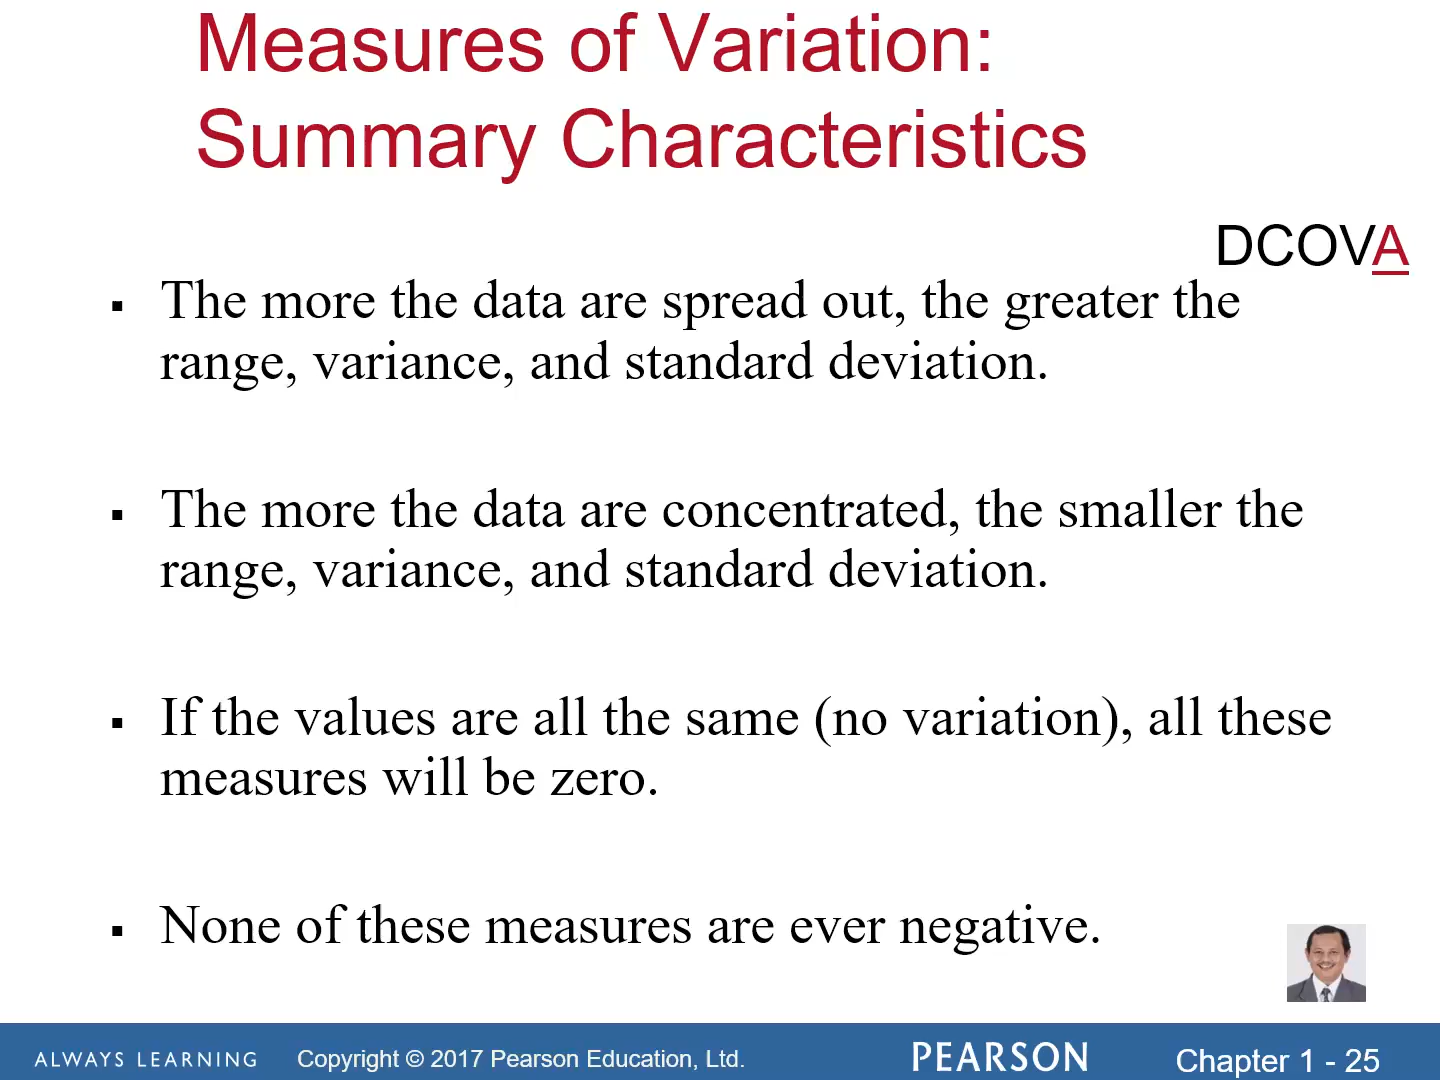 Measures of Variation:
Summary Characteristics
DCOVA
▪ The more the data are spread out, the greater the
range, variance, and standard deviation.
▪ The more the data are concentrated, the smaller the
range, variance, and standard deviation.
▪ If the values are all the same (no variation), all these
measures will be zero.
▪ None of these measures are ever negative.
ALWAYS LEARNING Copyright © 2017 Pearson Education, Ltd. PEARSON Chapter 1 - 25